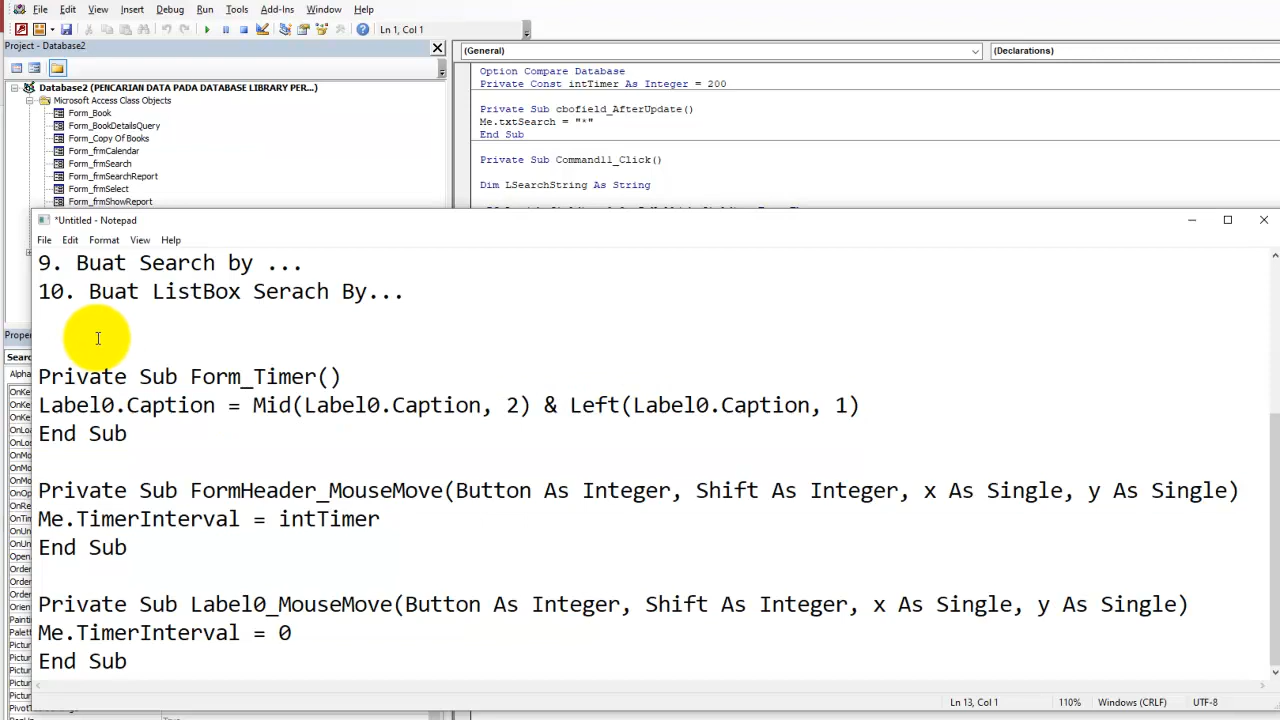 File Edit View Insert Debug Run Tools Add-Ins Window Help
Ln 1, Col 1
Project - Database2
(General)
(Declarations)
Database2 (PENCARIAN DATA PADA DATABASE LIBRARY PER...)
Microsoft Access Class Objects
Form_Book
Form_BookDetailsQuery
Form_Copy Of Books
Form_frmCalendar
Form_frmSearch
Form_frmSearchReport
Form_frmSelect
Form_frmShowReport
Option Compare Database
Private Const intTimer As Integer = 200
Private Sub cbofield_AfterUpdate()
Me.txtSearch = "*"
End Sub
Private Sub Command11_Click()
Dim LSearchString As String
*Untitled - Notepad
File Edit Format View Help
9. Buat Search by ...
10. Buat ListBox Serach By...
Private Sub Form_Timer()
Label0.Caption = Mid(Label0.Caption, 2) & Left(Label0.Caption, 1)
End Sub
Private Sub FormHeader_MouseMove(Button As Integer, Shift As Integer, x As Single, y As Single)
Me.TimerInterval = intTimer
End Sub
Private Sub Label0_MouseMove(Button As Integer, Shift As Integer, x As Single, y As Single)
Me.TimerInterval = 0
End Sub
Ln 13, Col 1
110%
Windows (CRLF)
UTF-8